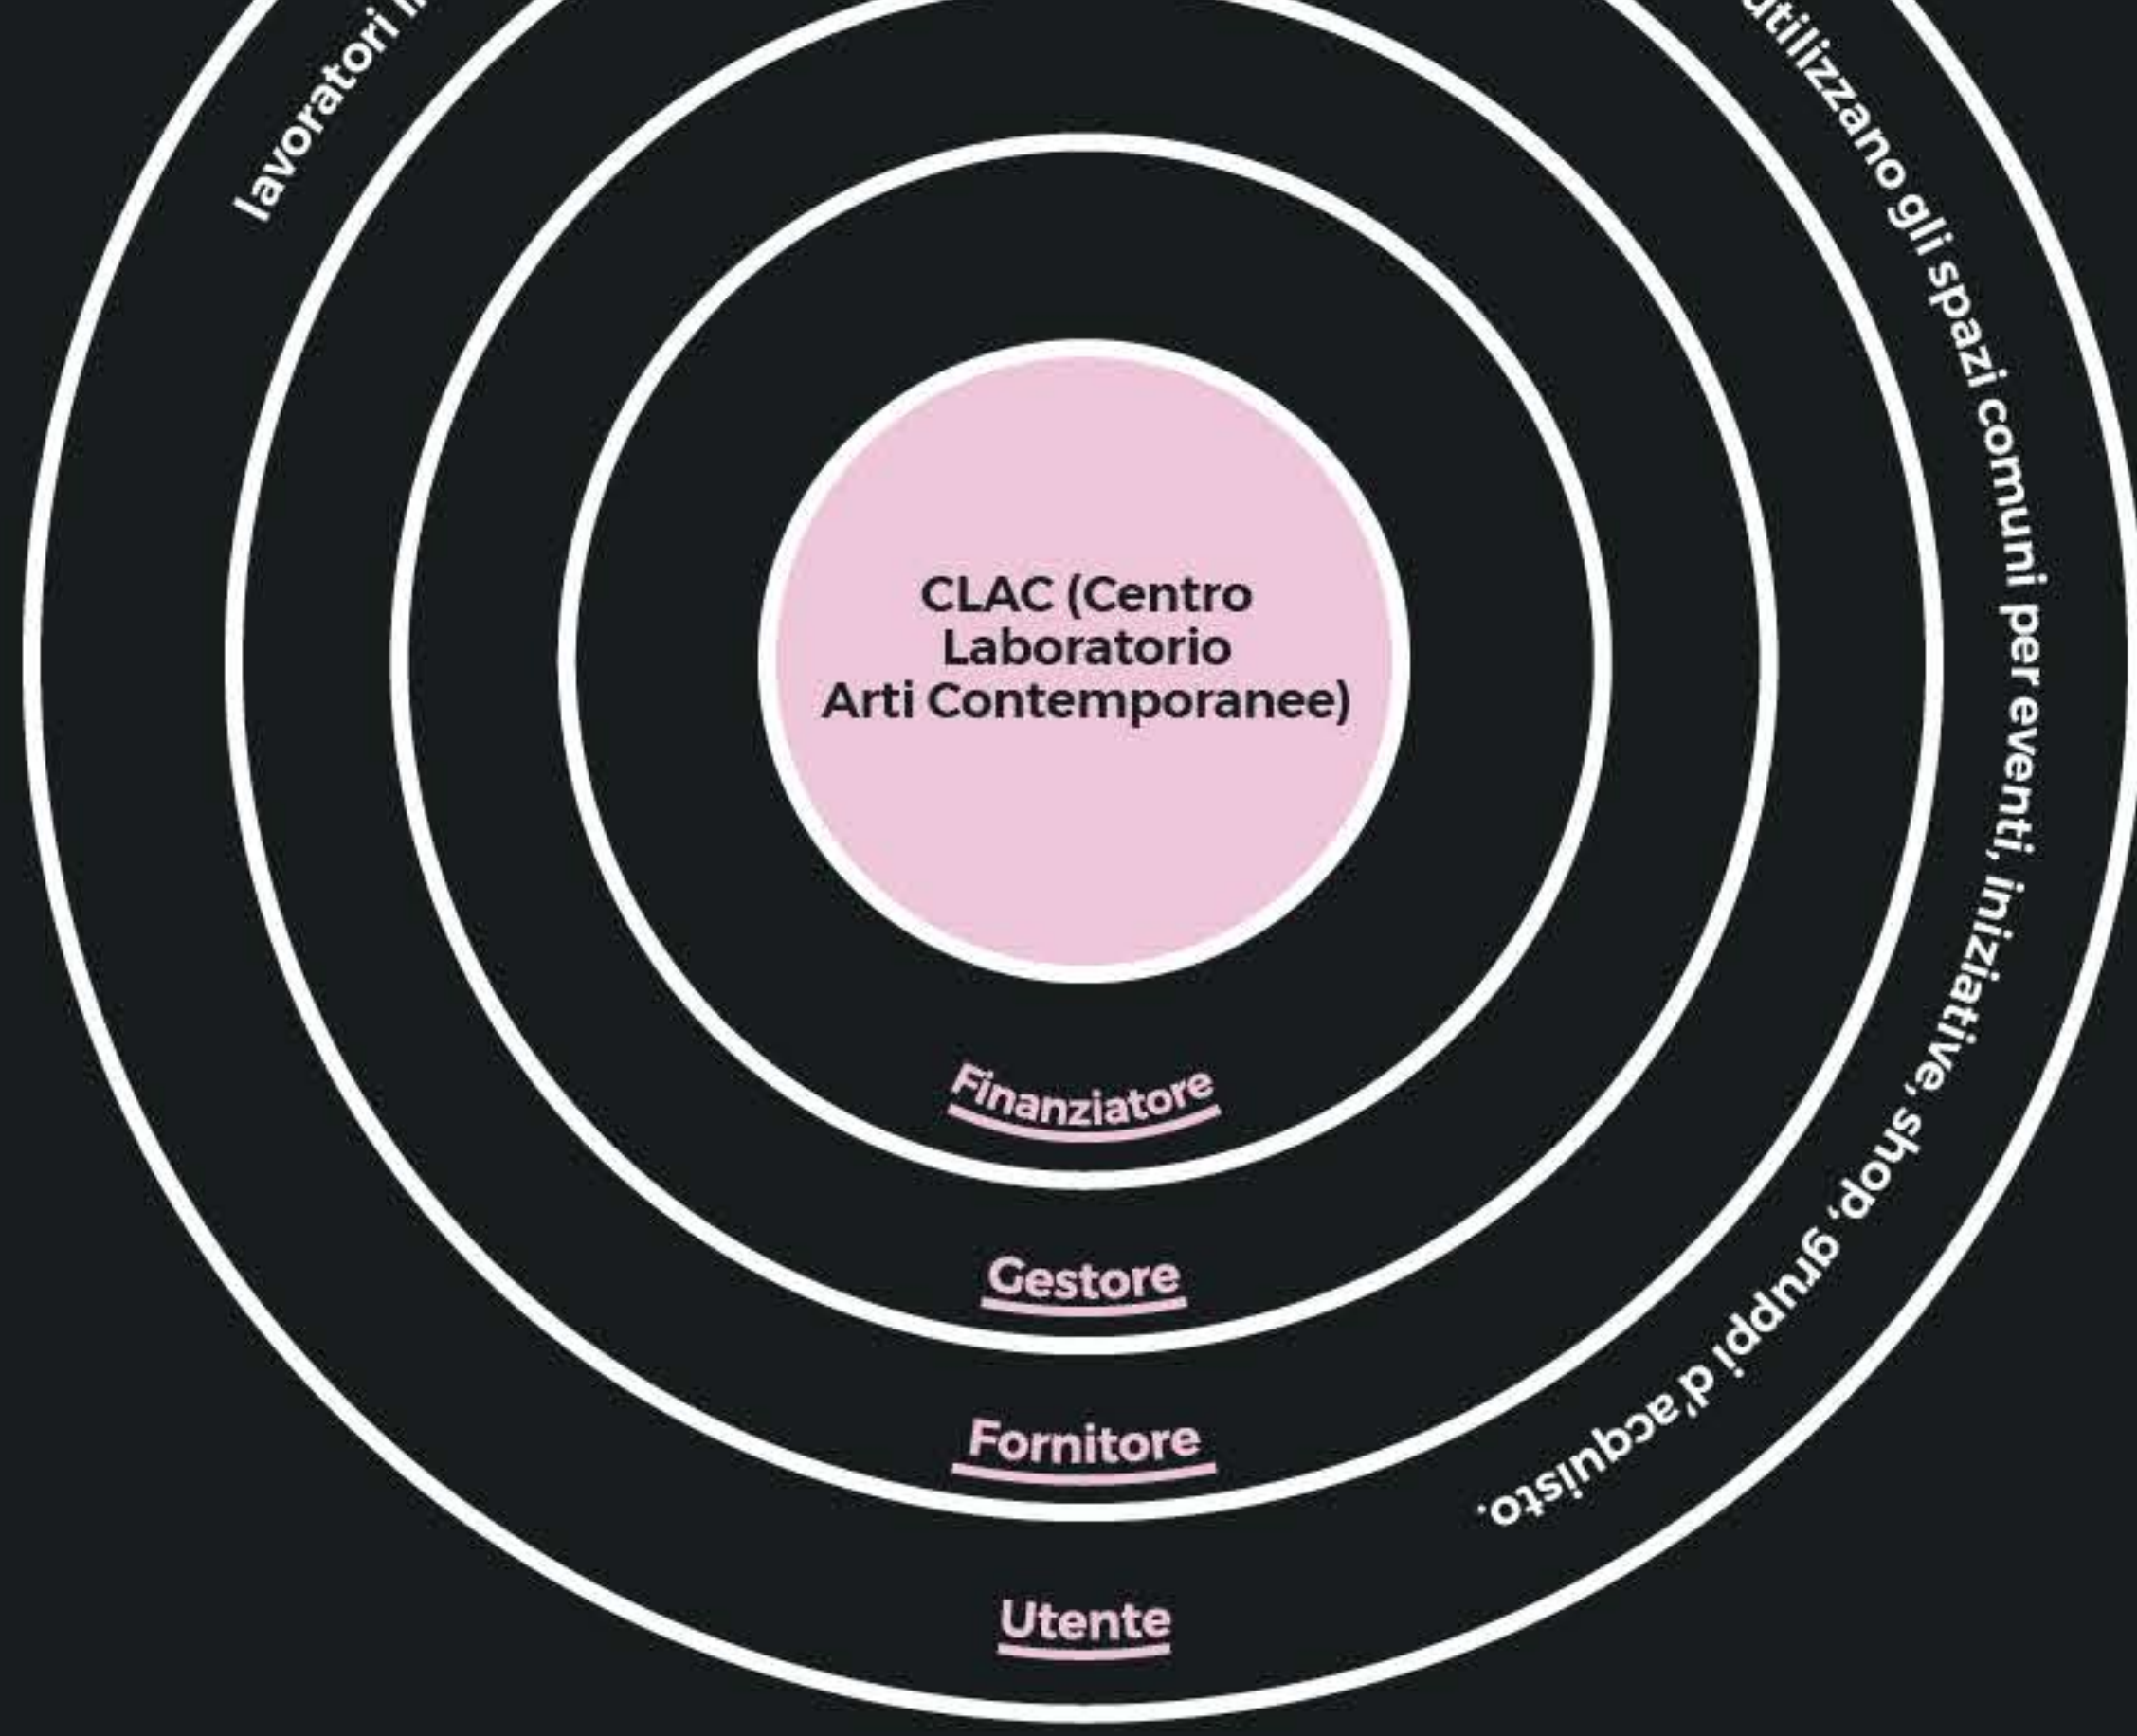 lavoratori
utilizzano gli spazi comuni per eventi, iniziative, shop, gruppi d'acquisto.
CLAC (Centro
Laboratorio
Arti Contemporanee)
Finanziatore
Gestore
Fornitore
Utente